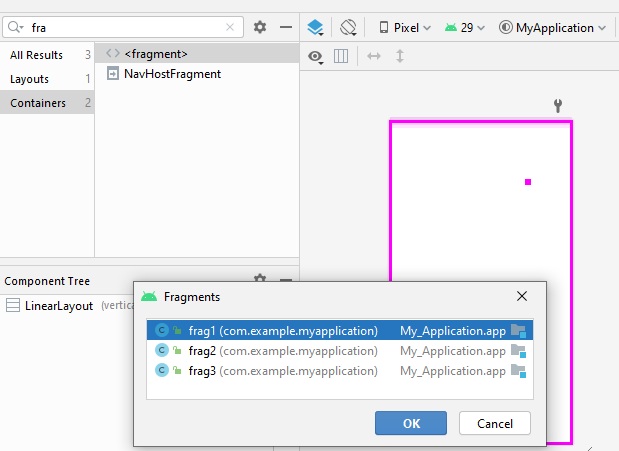 fra
Pixel 29 MyApplication
All Results 3
Layouts 1
Containers 2
<fragment>
NavHostFragment
Component Tree
LinearLayout (vertica
Fragments
frag1 (com.example.myapplication) My_Application.app
frag2 (com.example.myapplication) My_Application.app
frag3 (com.example.myapplication) My_Application.app
OK Cancel